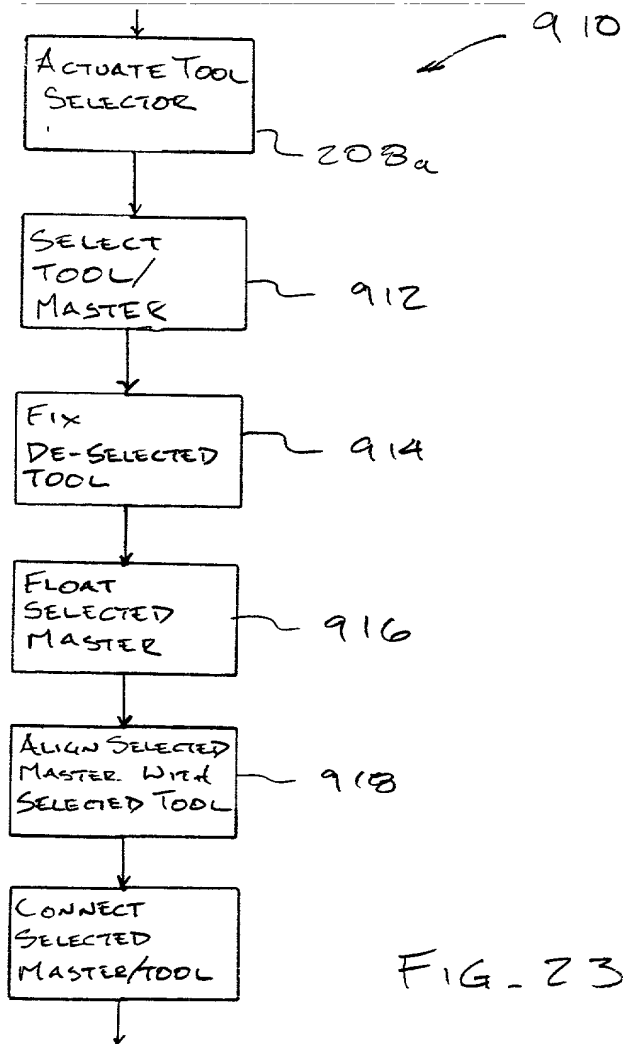 910
ACTUATE TOOL
SELECTOR
208a
SELECT
TOOL/
MASTER
912
FIX
DE-SELECTED
TOOL
914
FLOAT
SELECTED
MASTER
916
ALIGN SELECTED
MASTER WITH
SELECTED TOOL
918
CONNECT
SELECTED
MASTER/TOOL
FIG_23